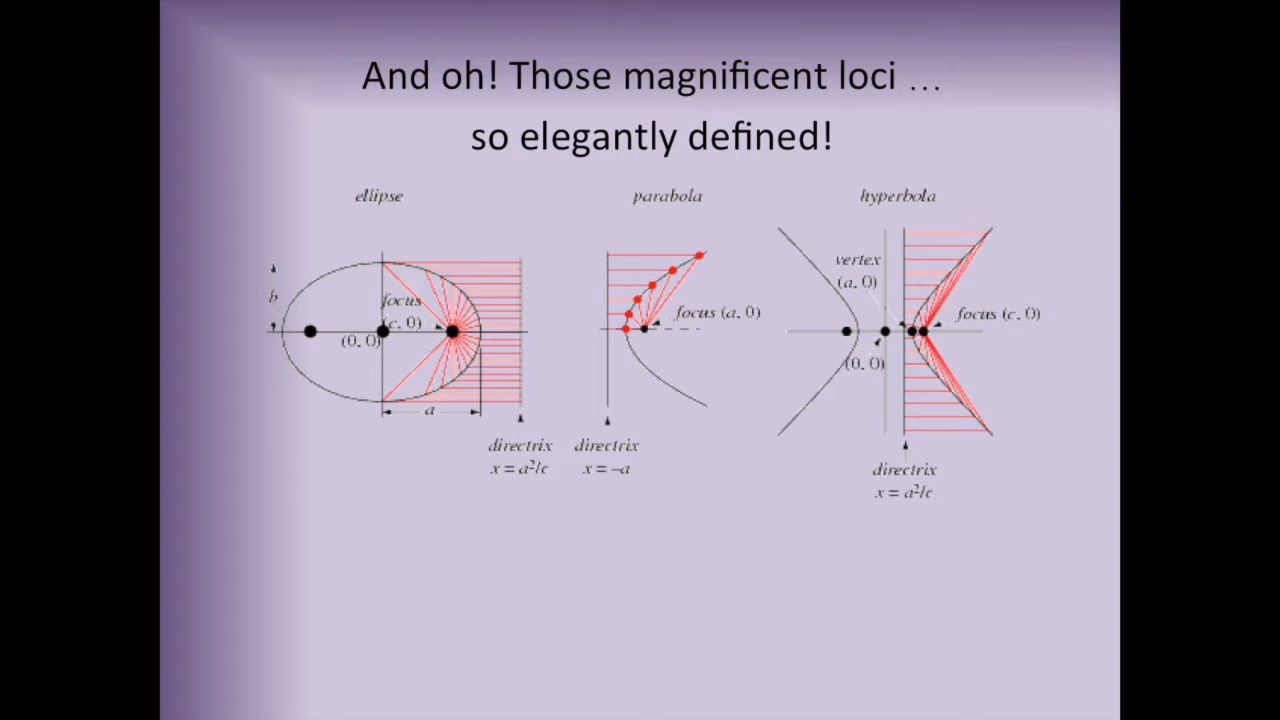 And oh! Those magnificent loci …
so elegantly defined!
ellipse
parabola
hyperbola
b
focus
(c, 0)
(0, 0)
a
directrix
x = a²/c
focus (a, 0)
directrix
x = –a
vertex
(a, 0)
focus (c, 0)
(0, 0)
directrix
x = a²/c